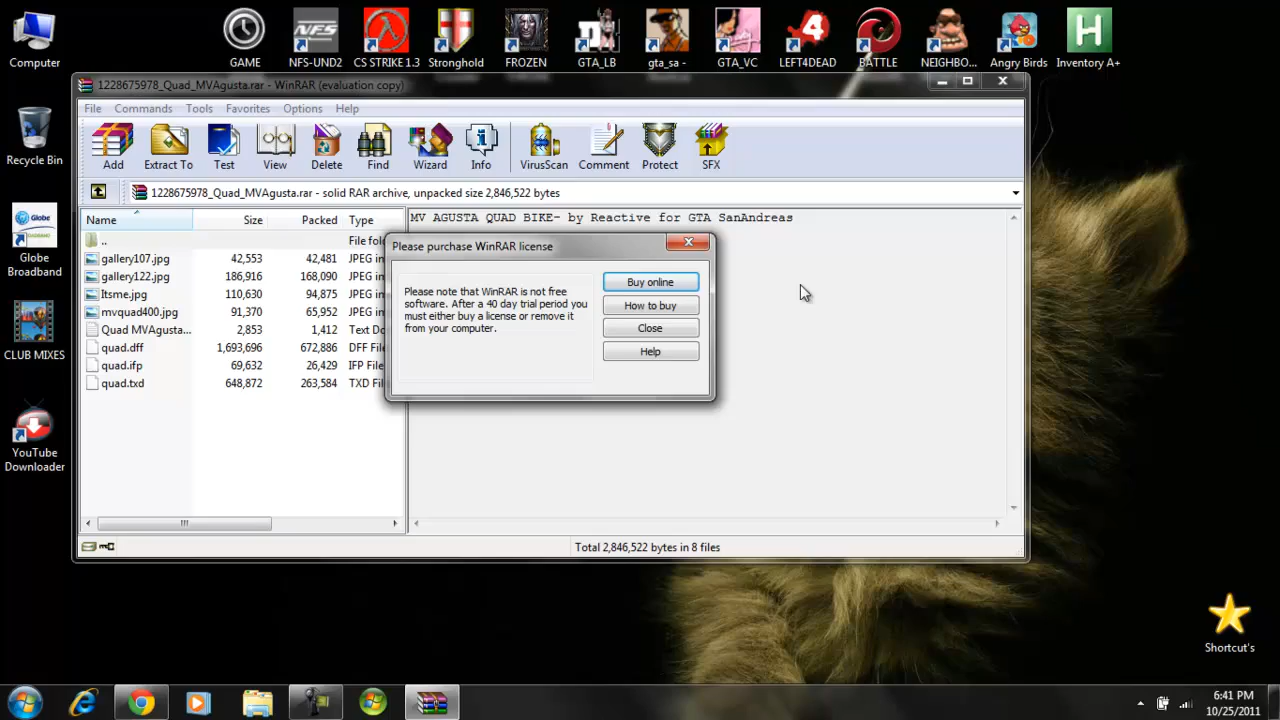 Computer
GAME
NFS-UND2
CS STRIKE 1.3
Stronghold
FROZEN
GTA_LB
gta_sa -
GTA_VC
LEFT4DEAD
BATTLE
NEIGHBO...
Angry Birds
Inventory A+
Recycle Bin
Globe
Broadband
CLUB MIXES
YouTube
Downloader
Shortcut's
1228675978_Quad_MVAgusta.rar - WinRAR (evaluation copy)
File Commands Tools Favorites Options Help
Add Extract To Test View Delete Find Wizard Info VirusScan Comment Protect SFX
1228675978_Quad_MVAgusta.rar - solid RAR archive, unpacked size 2,846,522 bytes
Name Size Packed Type
.. File fol
gallery107.jpg 42,553 42,481 JPEG in
gallery122.jpg 186,916 168,090 JPEG in
Itsme.jpg 110,630 94,875 JPEG in
mvquad400.jpg 91,370 65,952 JPEG in
Quad MVAgusta... 2,853 1,412 Text Do
quad.dff 1,693,696 672,886 DFF File
quad.ifp 69,632 26,429 IFP File
quad.txd 648,872 263,584 TXD Fil
MV AGUSTA QUAD BIKE- by Reactive for GTA SanAndreas
Please purchase WinRAR license
Please note that WinRAR is not free
software. After a 40 day trial period you
must either buy a license or remove it
from your computer.
Buy online
How to buy
Close
Help
Total 2,846,522 bytes in 8 files
6:41 PM
10/25/2011